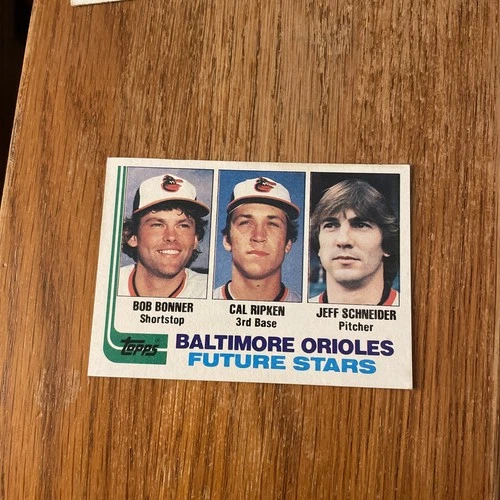 BOB BONNER
Shortstop
CAL RIPKEN
3rd Base
JEFF SCHNEIDER
Pitcher
Topps
BALTIMORE ORIOLES
FUTURE STARS